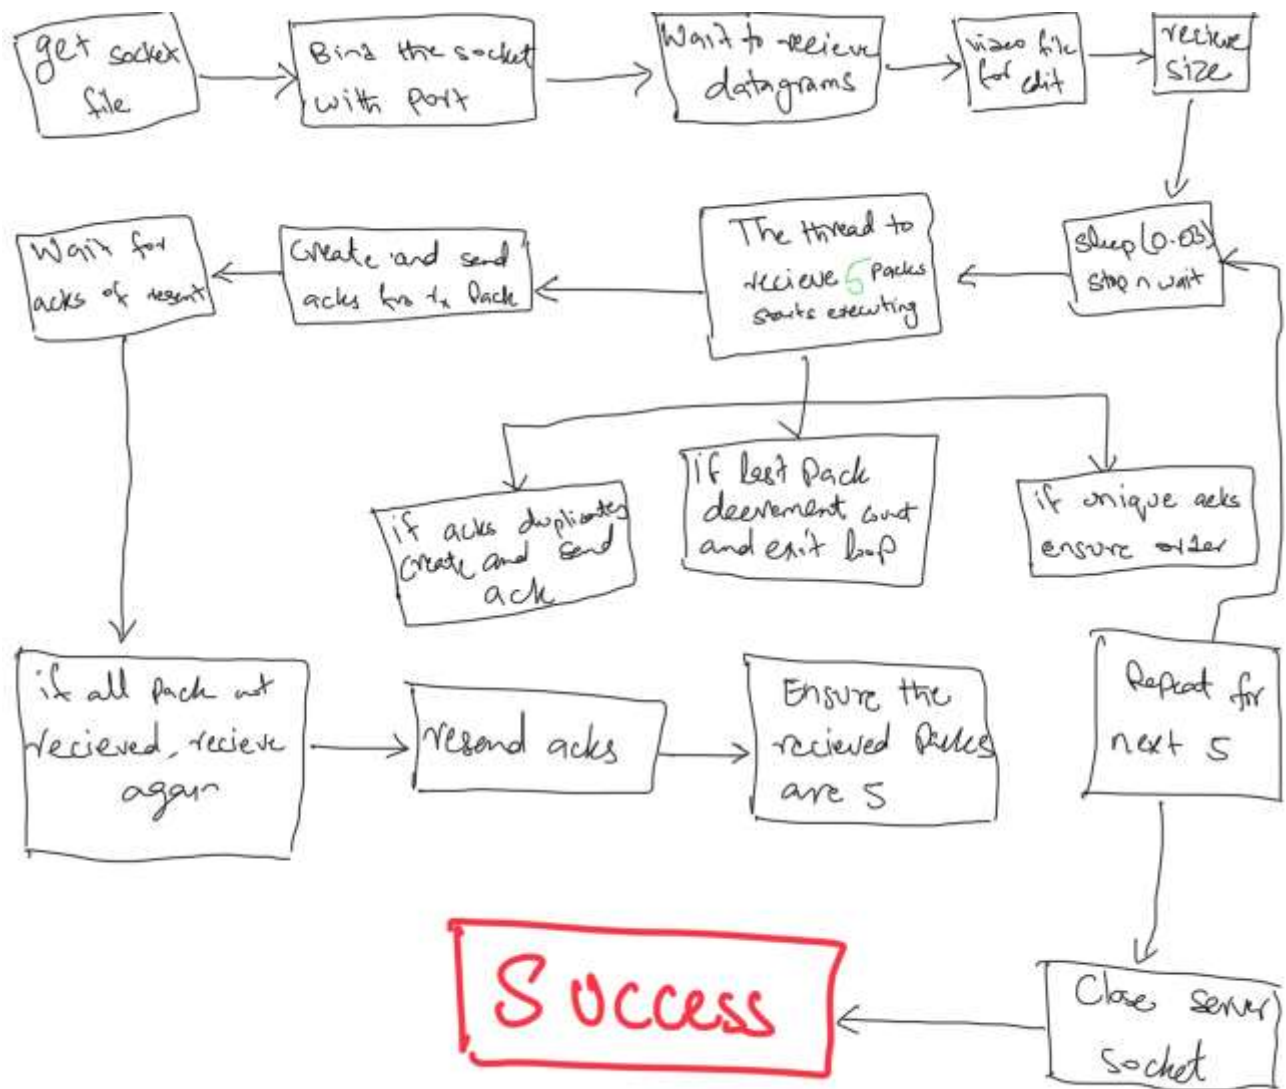 get socket
file
Bind the socket
with port
Wait to recieve
datagrams
video file
for edit
recieve
size
Wait for
acks of resent
create and send
acks for rx Pack
The thread to
recieve 5 Packs
starts executing
sleep(0.03)
stop n wait
if acks duplicates
create and send
ack
if last Pack
decrement count
and exit loop
if unique acks
ensure order
if all pack not
recieved, recieve
again
resend acks
Ensure the
recieved Packs
are 5
Repeat for
next 5
Close server
socket
Success